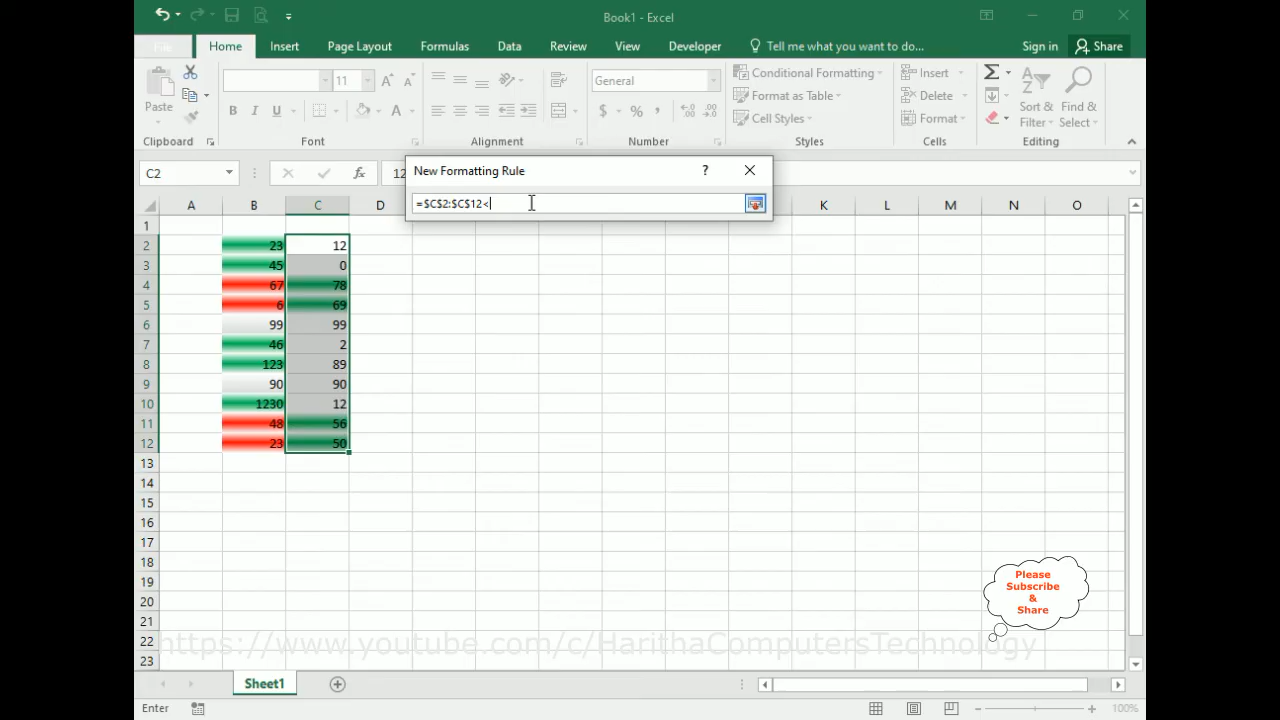 Book1 - Excel
File Home Insert Page Layout Formulas Data Review View Developer Tell me what you want to do... Sign in Share
Paste
11
General
Conditional Formatting
Format as Table
Cell Styles
Insert
Delete
Format
Sort & Filter
Find & Select
Clipboard Font Alignment Number Styles Cells Editing
C2 12
New Formatting Rule
=$C$2:$C$12<
A B C D K L M N O
1
2 23 12
3 45 0
4 67 78
5 6 69
6 99 99
7 46 2
8 123 89
9 90 90
10 1230 12
11 48 56
12 23 50
13
14
15
16
17
18
19
20
21
22
23
Please
Subscribe
&
Share
https://www.youtube.com/c/HarithaComputersTechnology
Sheet1
Enter 100%